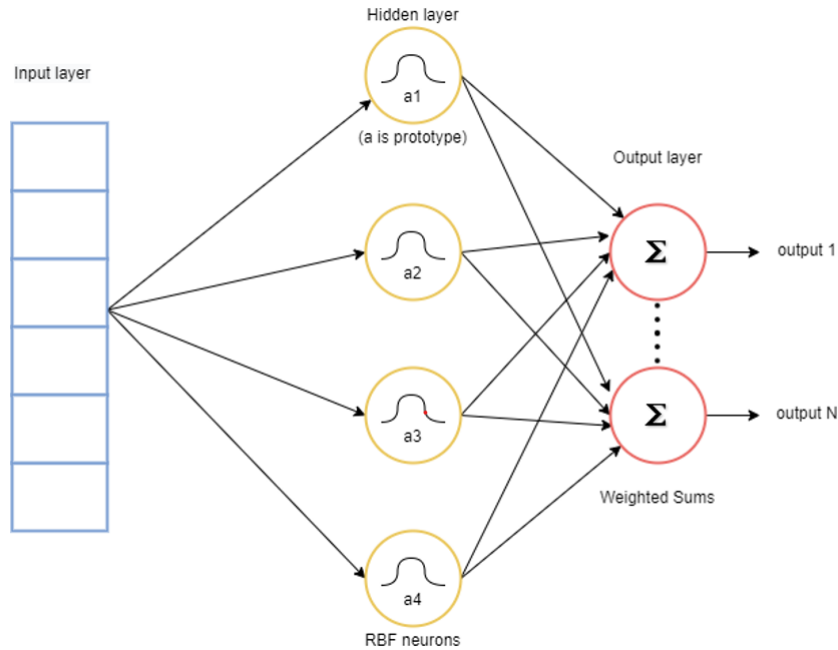 Hidden layer
Input layer
a1
(a is prototype)
Output layer
a2
Σ
output 1
a3
Σ
output N
Weighted Sums
a4
RBF neurons